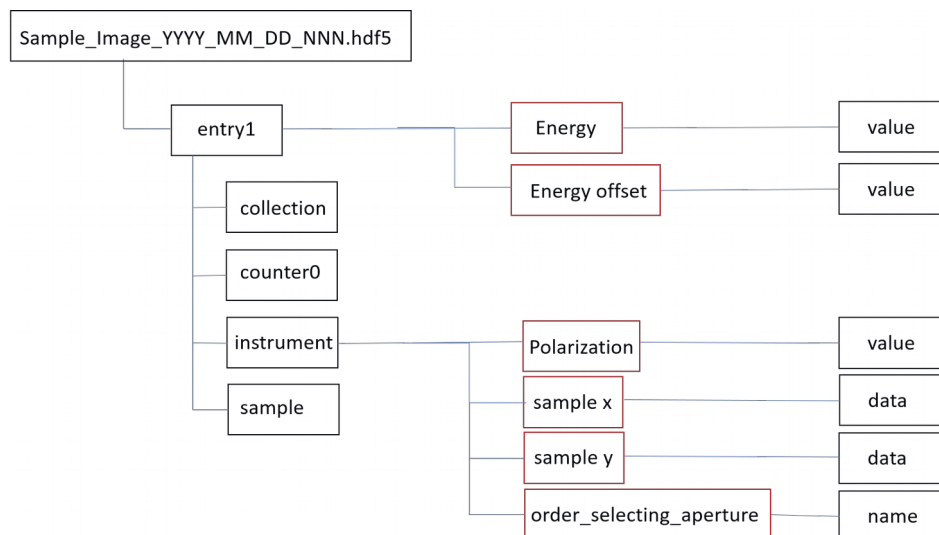 Sample_Image_YYYY_MM_DD_NNN.hdf5
entry1
Energy
value
Energy offset
value
collection
counter0
instrument
Polarization
value
sample x
data
sample
sample y
data
order_selecting_aperture
name